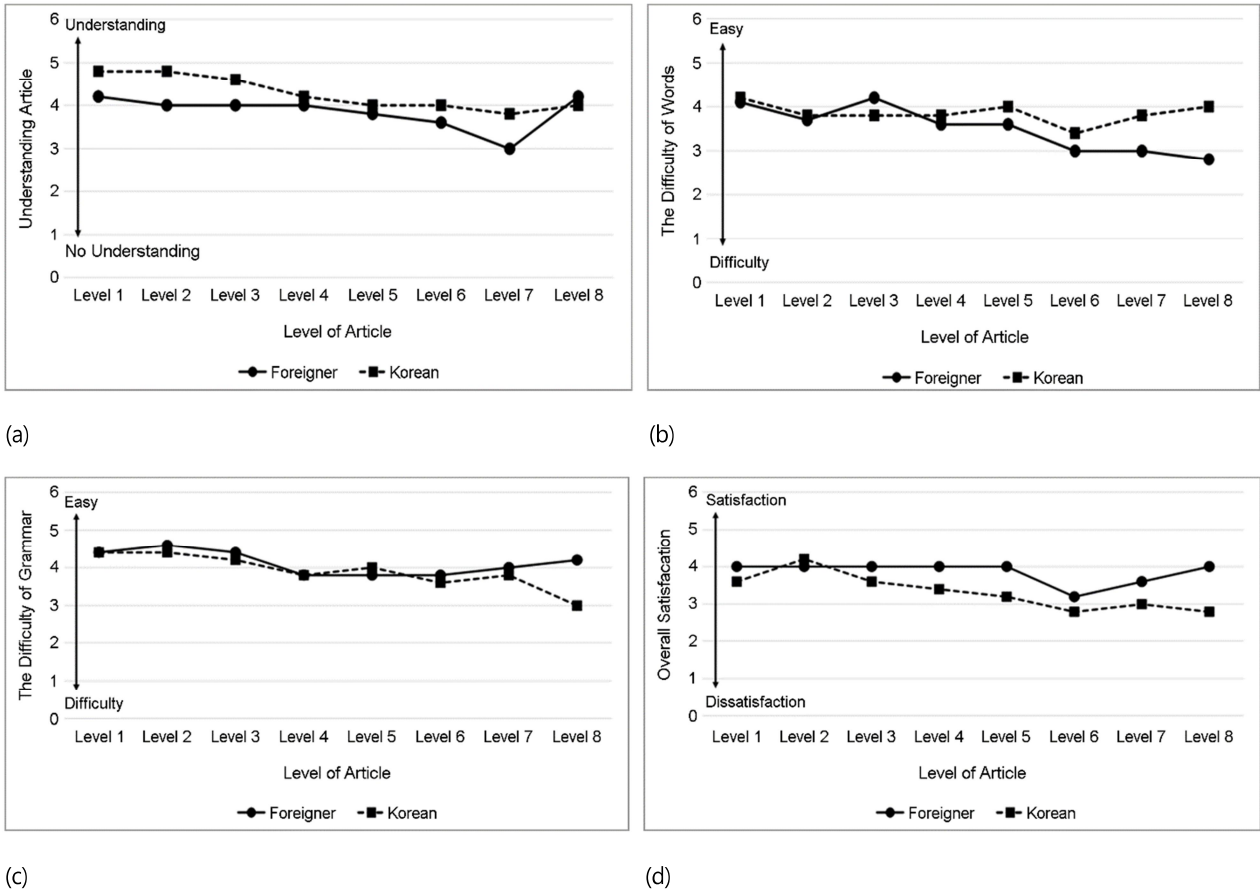 6
Understanding
5
4
3
2
1
No Understanding
0
Understanding Article
Level 1 Level 2 Level 3 Level 4 Level 5 Level 6 Level 7 Level 8
Level of Article
Foreigner Korean
(a)
6
Easy
5
4
3
2
1
Difficulty
0
The Difficulty of Words
Level 1 Level 2 Level 3 Level 4 Level 5 Level 6 Level 7 Level 8
Level of Article
Foreigner Korean
(b)
6
Easy
5
4
3
2
1
Difficulty
0
The Difficulty of Grammar
Level 1 Level 2 Level 3 Level 4 Level 5 Level 6 Level 7 Level 8
Level of Article
Foreigner Korean
(c)
6
Satisfaction
5
4
3
2
1
Dissatisfaction
0
Overall Satisfacation
Level 1 Level 2 Level 3 Level 4 Level 5 Level 6 Level 7 Level 8
Level of Article
Foreigner Korean
(d)